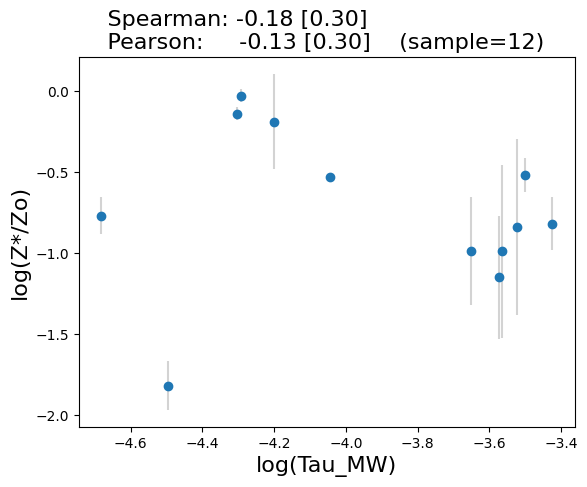 Spearman: -0.18 [0.30]
Pearson: -0.13 [0.30] (sample=12)
0.0
−0.5
−1.0
−1.5
−2.0
log(Z*/Zo)
−4.6 −4.4 −4.2 −4.0 −3.8 −3.6 −3.4
log(Tau_MW)